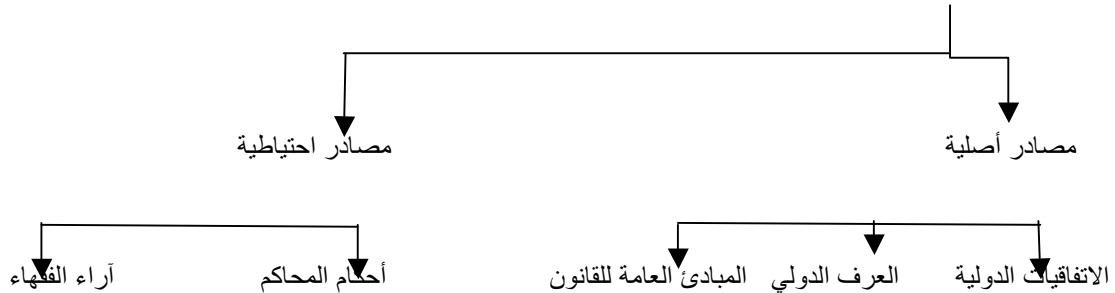 مصادر أصلية مصادر احتياطية
الاتفاقيات الدولية العرف الدولي المبادئ العامة للقانون أحكام المحاكم آراء الفقهاء